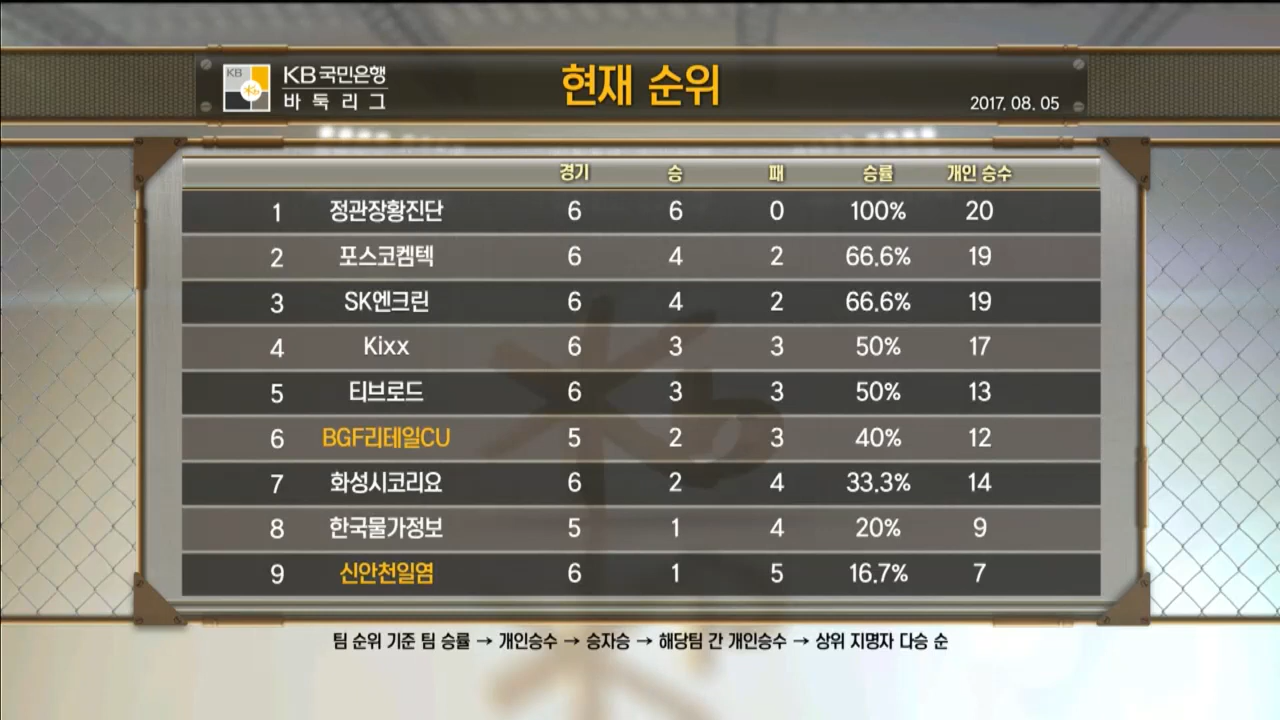 KB
KB국민은행
바둑리그
현재 순위
2017. 08. 05
경기 승 패 승률 개인 승수
1 정관장황진단 6 6 0 100% 20
2 포스코켐텍 6 4 2 66.6% 19
3 SK엔크린 6 4 2 66.6% 19
4 Kixx 6 3 3 50% 17
5 티브로드 6 3 3 50% 13
6 BGF리테일CU 5 2 3 40% 12
7 화성시코리요 6 2 4 33.3% 14
8 한국물가정보 5 1 4 20% 9
9 신안천일염 6 1 5 16.7% 7
팀 순위 기준 팀 승률 → 개인승수 → 승자승 → 해당팀 간 개인승수 → 상위 지명자 다승 순